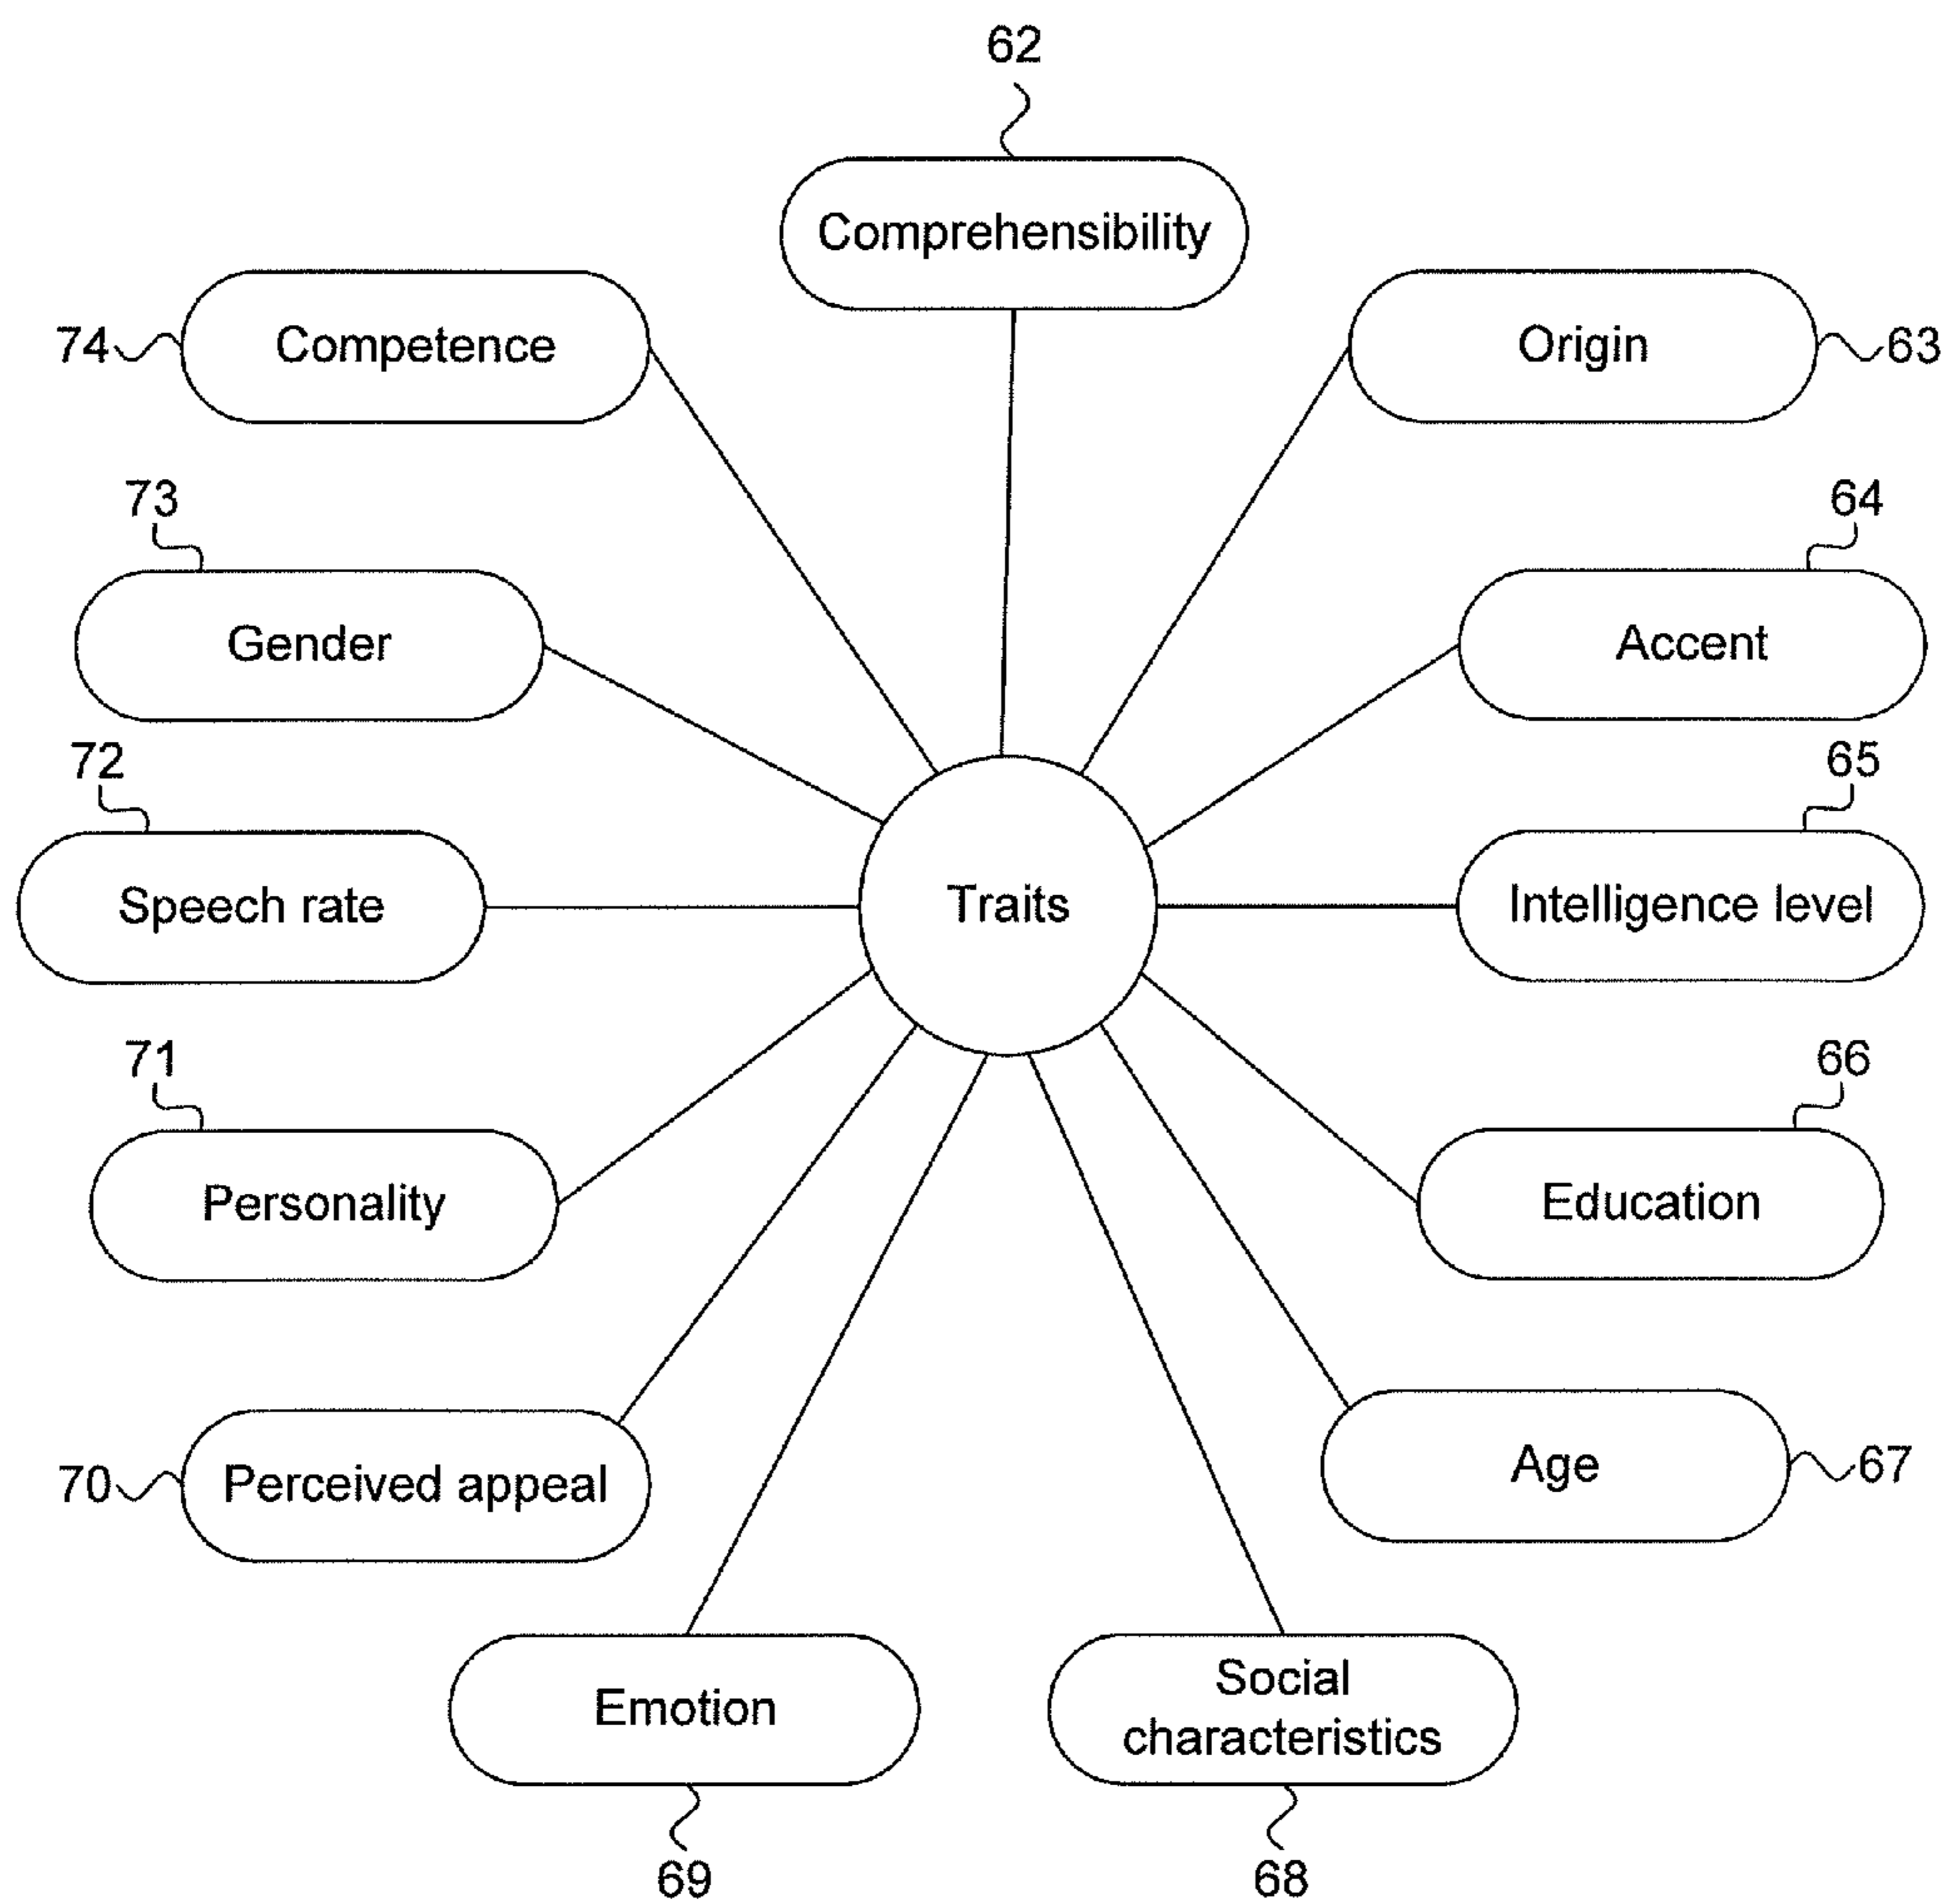 62
Comprehensibility
74
Competence
Origin
63
73
Gender
64
Accent
72
Speech rate
Traits
65
Intelligence level
71
Personality
66
Education
70
Perceived appeal
Age
67
Emotion
Social
characteristics
69
68